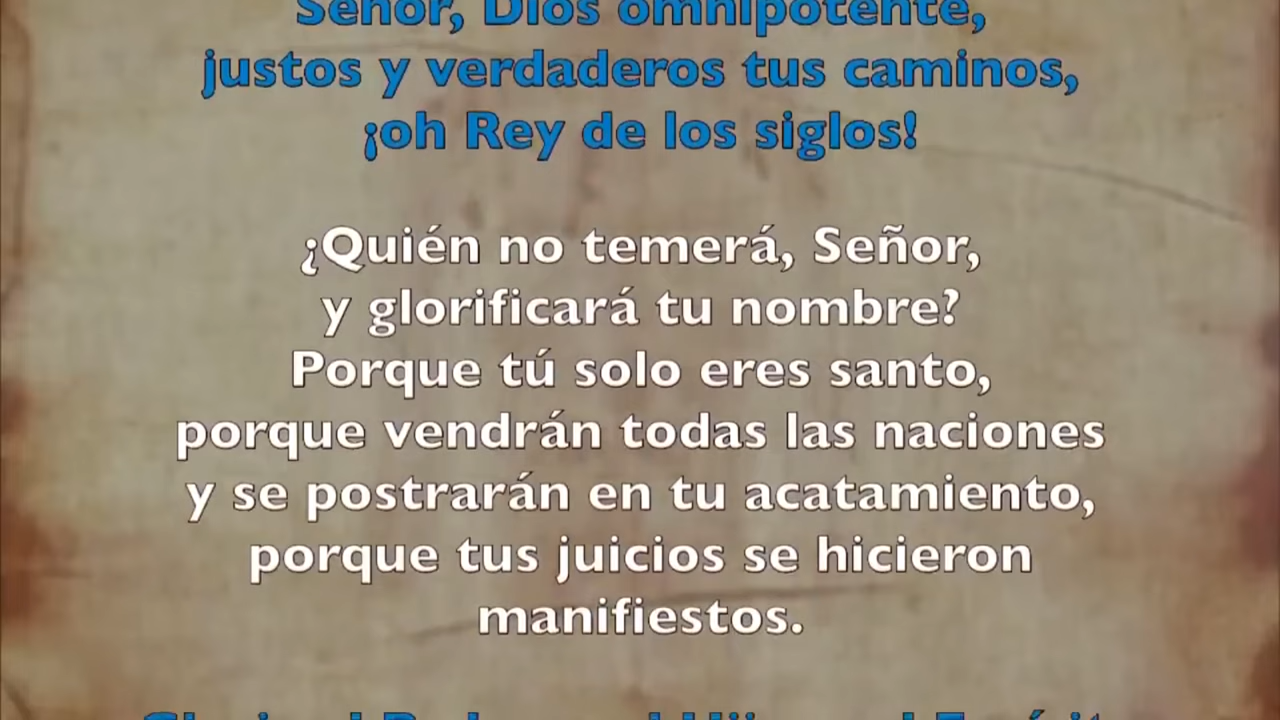 Señor, Dios omnipotente,
justos y verdaderos tus caminos,
¡oh Rey de los siglos!
¿Quién no temerá, Señor,
y glorificará tu nombre?
Porque tú solo eres santo,
porque vendrán todas las naciones
y se postrarán en tu acatamiento,
porque tus juicios se hicieron
manifiestos.